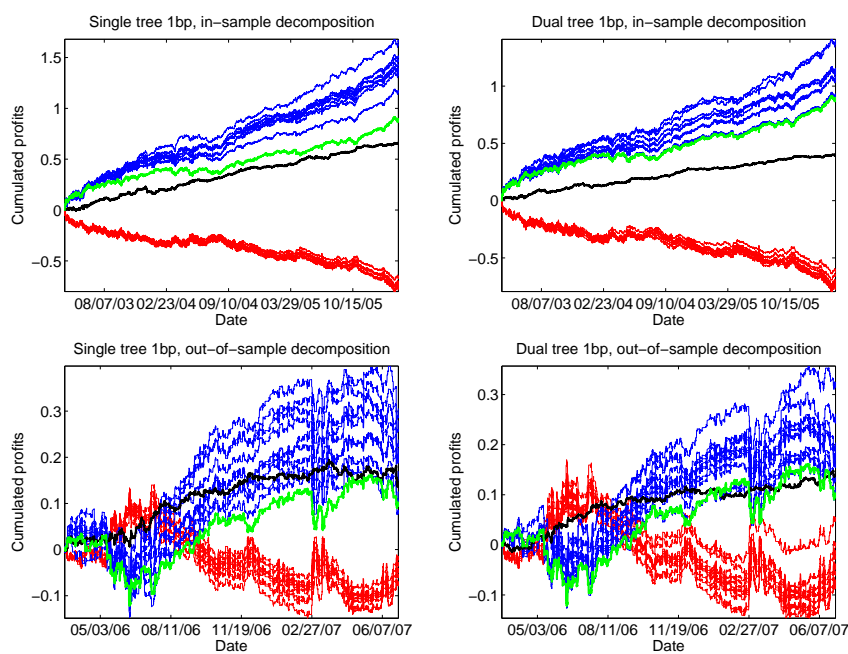 Single tree 1bp, in−sample decomposition
Cumulated profits
1.5
1
0.5
0
−0.5
08/07/03 02/23/04 09/10/04 03/29/05 10/15/05
Date
Dual tree 1bp, in−sample decomposition
Cumulated profits
1
0.5
0
−0.5
08/07/03 02/23/04 09/10/04 03/29/05 10/15/05
Date
Single tree 1bp, out−of−sample decomposition
Cumulated profits
0.3
0.2
0.1
0
−0.1
05/03/06 08/11/06 11/19/06 02/27/07 06/07/07
Date
Dual tree 1bp, out−of−sample decomposition
Cumulated profits
0.3
0.2
0.1
0
−0.1
05/03/06 08/11/06 11/19/06 02/27/07 06/07/07
Date